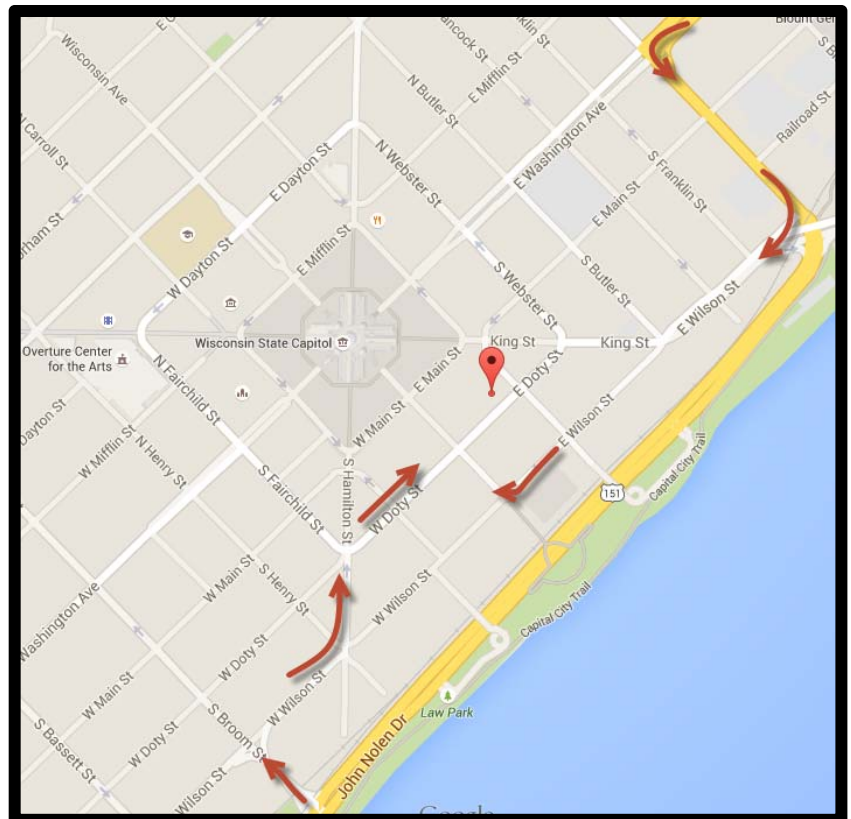 Blount Ge
Wisconsin Ave
E Mifflin St
N Butler St
E Washington Ave
Railroad St
N Carroll St
N Webster St
S Franklin St
E Dayton St
E Main St
W Dayton St
E Mifflin St
S Butler St
S Webster St
E Wilson St
Wisconsin State Capitol
King St
King St
Overture Center
for the Arts
N Fairchild St
E Main St
E Doty St
W Main St
E Wilson St
W Mifflin St
N Henry St
S Hamilton St
S Fairchild St
W Doty St
151
Capital City Trail
W Main St
S Henry St
W Wilson St
Capital City Trail
Washington Ave
W Doty St
W Wilson St
W Main St
S Broom St
Law Park
S Bassett St
W Doty St
Wilson St
John Nolen Dr
Google